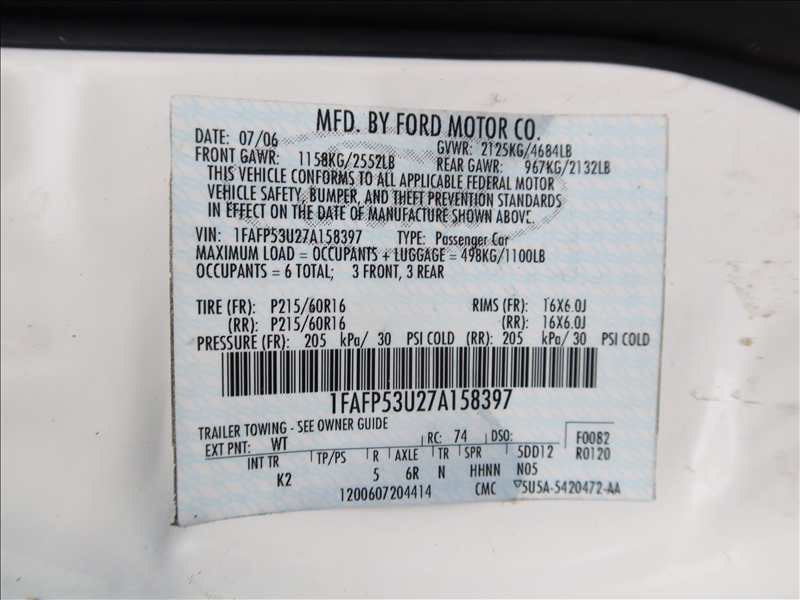 MFD. BY FORD MOTOR CO.
DATE: 07/06 GVWR: 2125KG/4684LB
FRONT GAWR: 1158KG/2552LB REAR GAWR: 967KG/2132LB
THIS VEHICLE CONFORMS TO ALL APPLICABLE FEDERAL MOTOR
VEHICLE SAFETY, BUMPER, AND THEFT PREVENTION STANDARDS
IN EFFECT ON THE DATE OF MANUFACTURE SHOWN ABOVE.
VIN: 1FAFP53U27A158397 TYPE: Passenger Car
MAXIMUM LOAD = OCCUPANTS + LUGGAGE = 498KG/1100LB
OCCUPANTS = 6 TOTAL; 3 FRONT, 3 REAR
TIRE (FR): P215/60R16 RIMS (FR): 16X6.0J
(RR): P215/60R16 (RR): 16X6.0J
PRESSURE (FR): 205 kPa/ 30 PSI COLD (RR): 205 kPa/ 30 PSI COLD
1FAFP53U27A158397
TRAILER TOWING - SEE OWNER GUIDE
EXT PNT: WT RC: 74 DSO: F0082
INT TR TP/PS R AXLE TR SPR 5DD12 R0120
K2 5 6R N HHNN N05
1200607204414 CMC ▽5U5A-5420472-AA